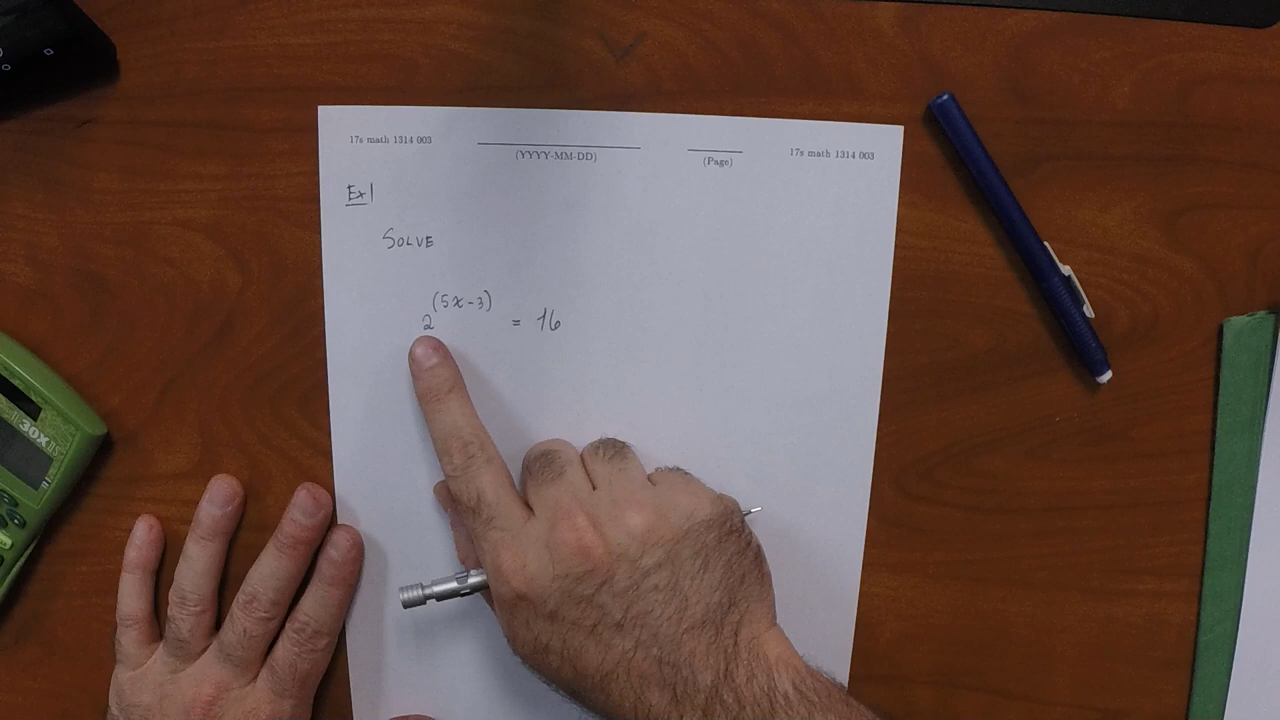 17s math 1314 003
(YYYY-MM-DD)
(Page)
17s math 1314 003
Ex 1
SOLVE
2^(5x-3) = 16
30X IIS